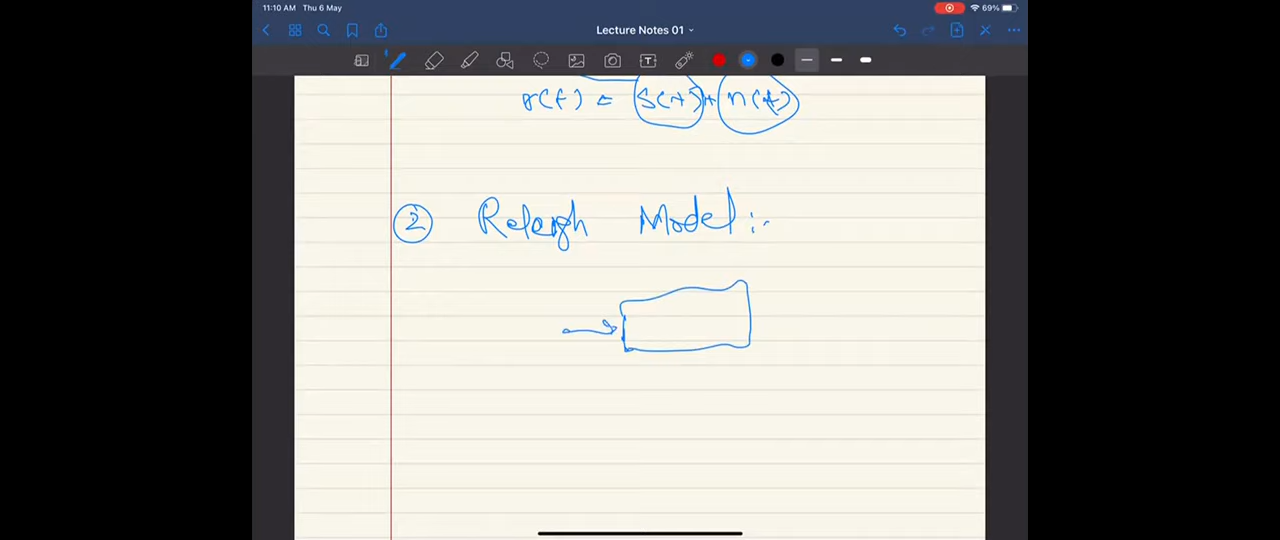 11:10 AM Thu 6 May
69%
Lecture Notes 01
T
r(t) = s(t) + n(t)
② Releigh Model :-